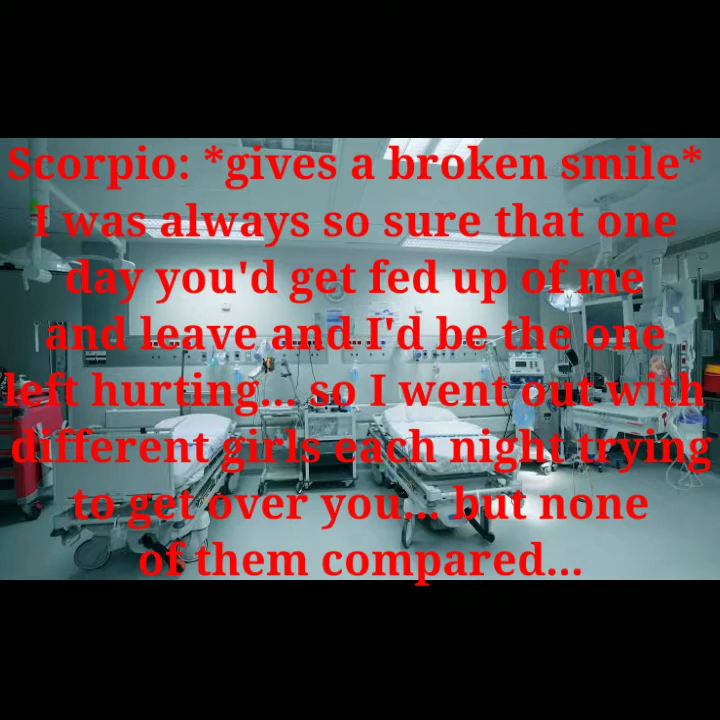 Scorpio: *gives a broken smile*
I was always so sure that one
day you'd get fed up of me
and leave and I'd be the one
left hurting... so I went out with
different girls each night trying
to get over you... but none
of them compared...